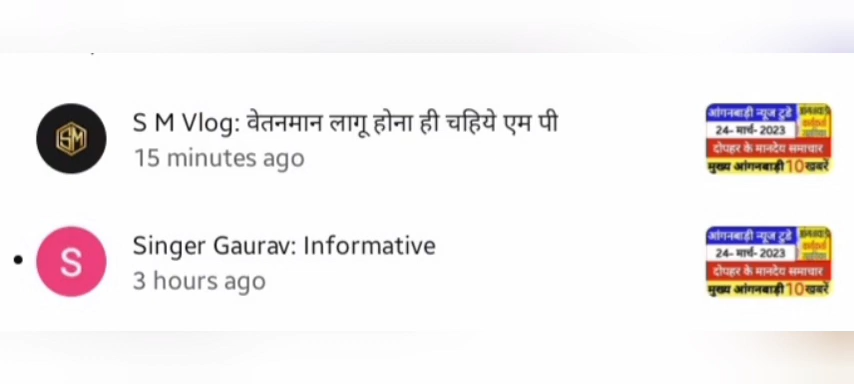 SM
S M Vlog: वेतनमान लागू होना ही चहिये एम पी
15 minutes ago
आंगनबाड़ी न्यूज टुडे
24- मार्च- 2023
दोपहर के मानदेय समाचार
मुख्य आंगनबाड़ी 10 खबरें
S
Singer Gaurav: Informative
3 hours ago
आंगनबाड़ी न्यूज टुडे
24- मार्च- 2023
दोपहर के मानदेय समाचार
मुख्य आंगनबाड़ी 10 खबरें